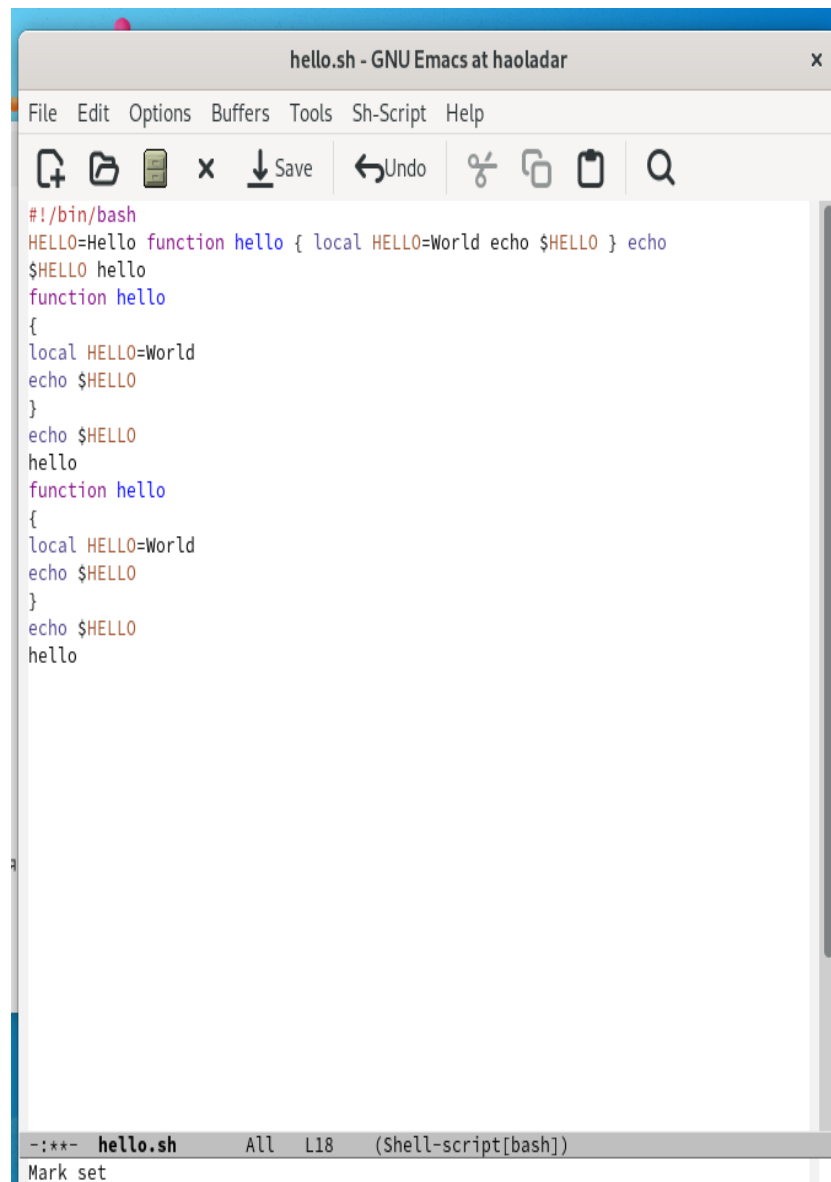 hello.sh - GNU Emacs at haoladar x
File Edit Options Buffers Tools Sh-Script Help
Save Undo
#!/bin/bash
HELLO=Hello function hello { local HELLO=World echo $HELLO } echo
$HELLO hello
function hello
{
local HELLO=World
echo $HELLO
}
echo $HELLO
hello
function hello
{
local HELLO=World
echo $HELLO
}
echo $HELLO
hello
-:**- hello.sh All L18 (Shell-script[bash])
Mark set